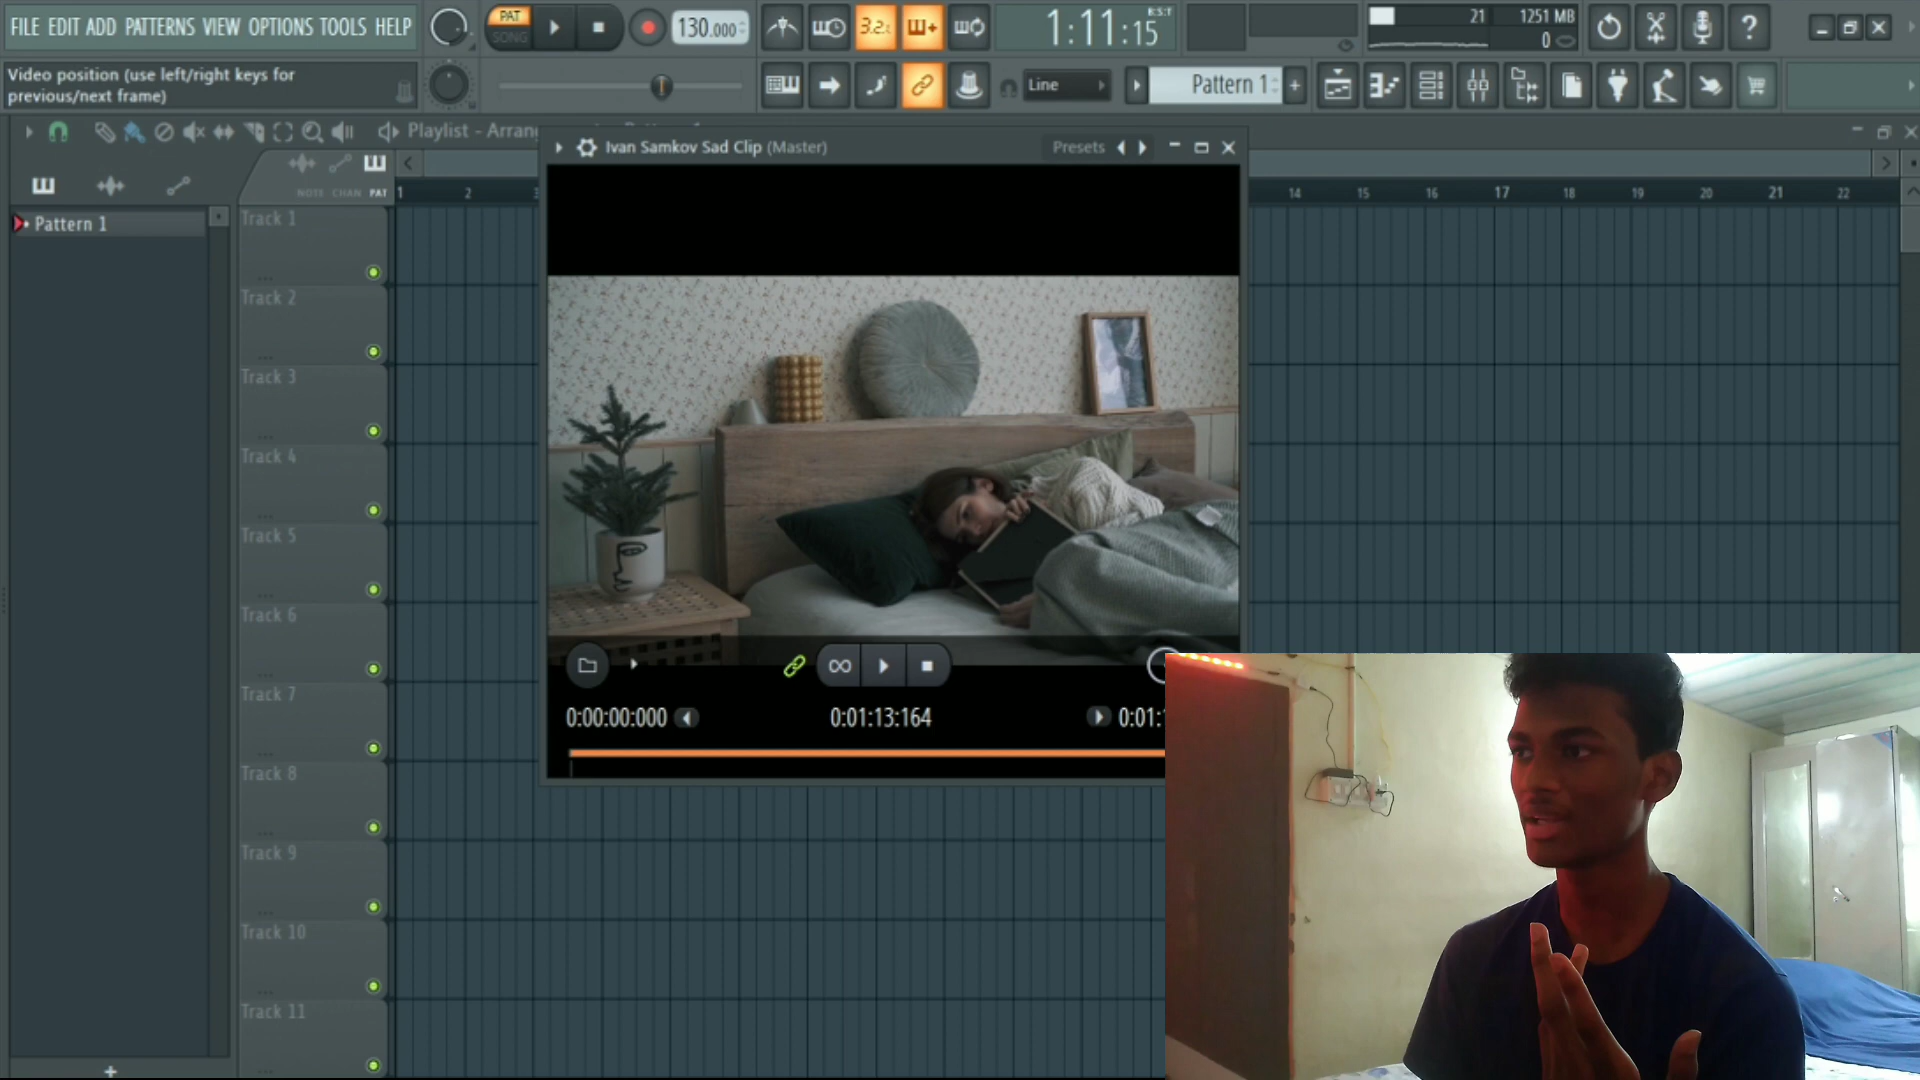 FILE EDIT ADD PATTERNS VIEW OPTIONS TOOLS HELP
PAT
SONG
130.000
3.2.
1:11:15
21
1251 MB
0
Video position (use left/right keys for
previous/next frame)
Line
Pattern 1
Playlist - Arran
Ivan Samkov Sad Clip (Master)
Presets
NOTE CHAN PAT
1
2
3
14
15
16
17
18
19
20
21
22
Pattern 1
Track 1
Track 2
Track 3
Track 4
Track 5
Track 6
Track 7
Track 8
Track 9
Track 10
Track 11
0:00:00:000
0:01:13:164
0:01: